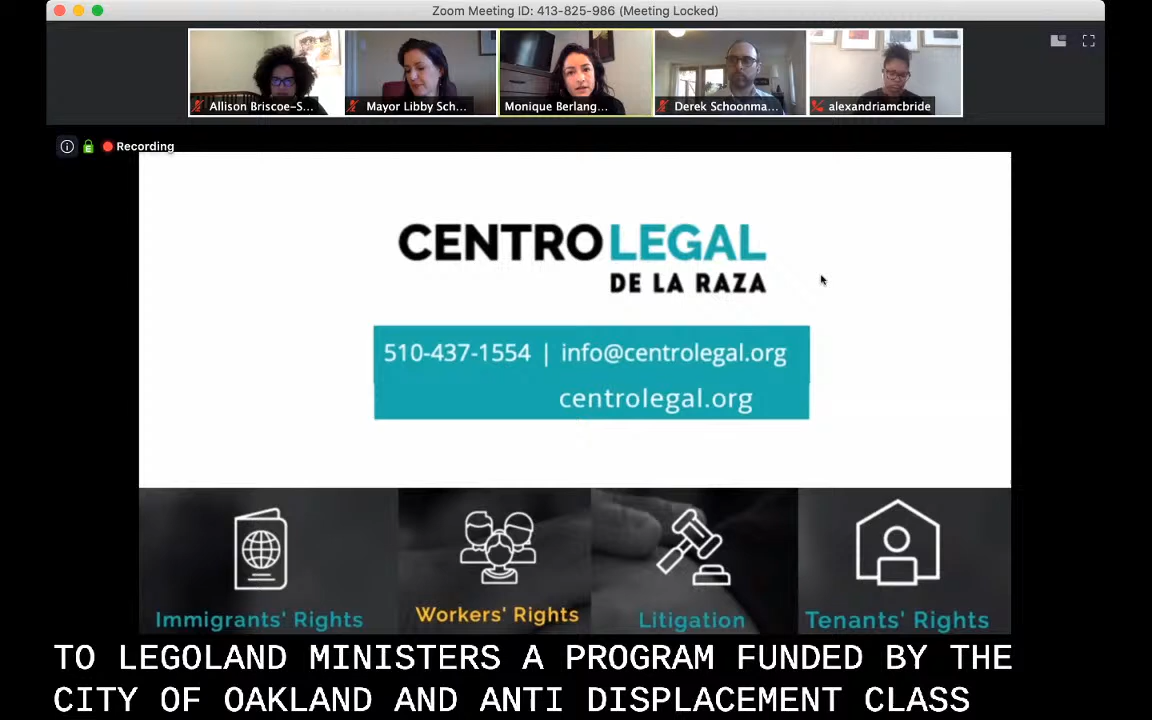 Zoom Meeting ID: 413-825-986 (Meeting Locked)
Allison Briscoe-S...
Mayor Libby Sch...
Monique Berlang...
Derek Schoonma...
alexandriamcbride
Recording
CENTRO LEGAL
DE LA RAZA
510-437-1554 | info@centrolegal.org
centrolegal.org
Immigrants' Rights
Workers' Rights
Litigation
Tenants' Rights
TO LEGOLAND MINISTERS A PROGRAM FUNDED BY THE
CITY OF OAKLAND AND ANTI DISPLACEMENT CLASS